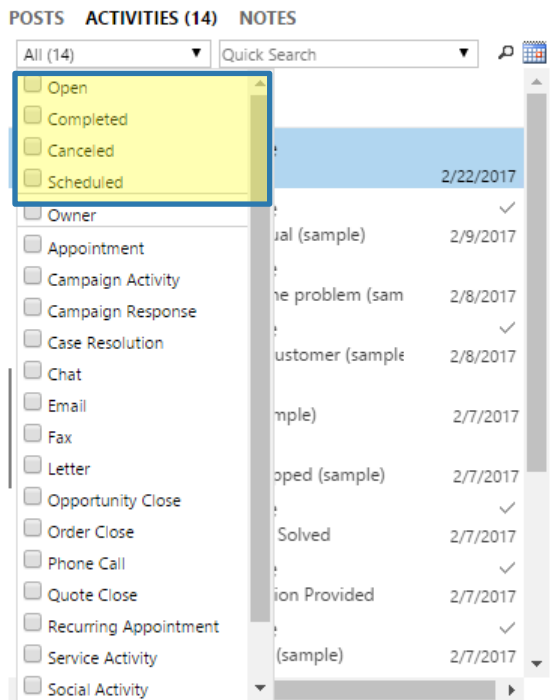 POSTS ACTIVITIES (14) NOTES
All (14) Quick Search
Open
Completed
Canceled
Scheduled 2/22/2017
Owner
ual (sample) 2/9/2017
Appointment
Campaign Activity
ne problem (sam 2/8/2017
Campaign Response
Case Resolution
ustomer (sample 2/8/2017
Chat
Email
mple) 2/7/2017
Fax
Letter
pped (sample) 2/7/2017
Opportunity Close
Order Close
Solved 2/7/2017
Phone Call
Quote Close
ion Provided 2/7/2017
Recurring Appointment
Service Activity
(sample) 2/7/2017
Social Activity